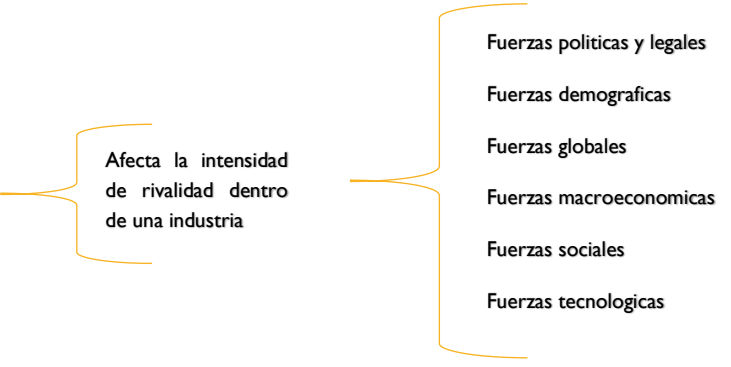 Afecta la intensidad
de rivalidad dentro
de una industria
Fuerzas politicas y legales
Fuerzas demograficas
Fuerzas globales
Fuerzas macroeconomicas
Fuerzas sociales
Fuerzas tecnologicas